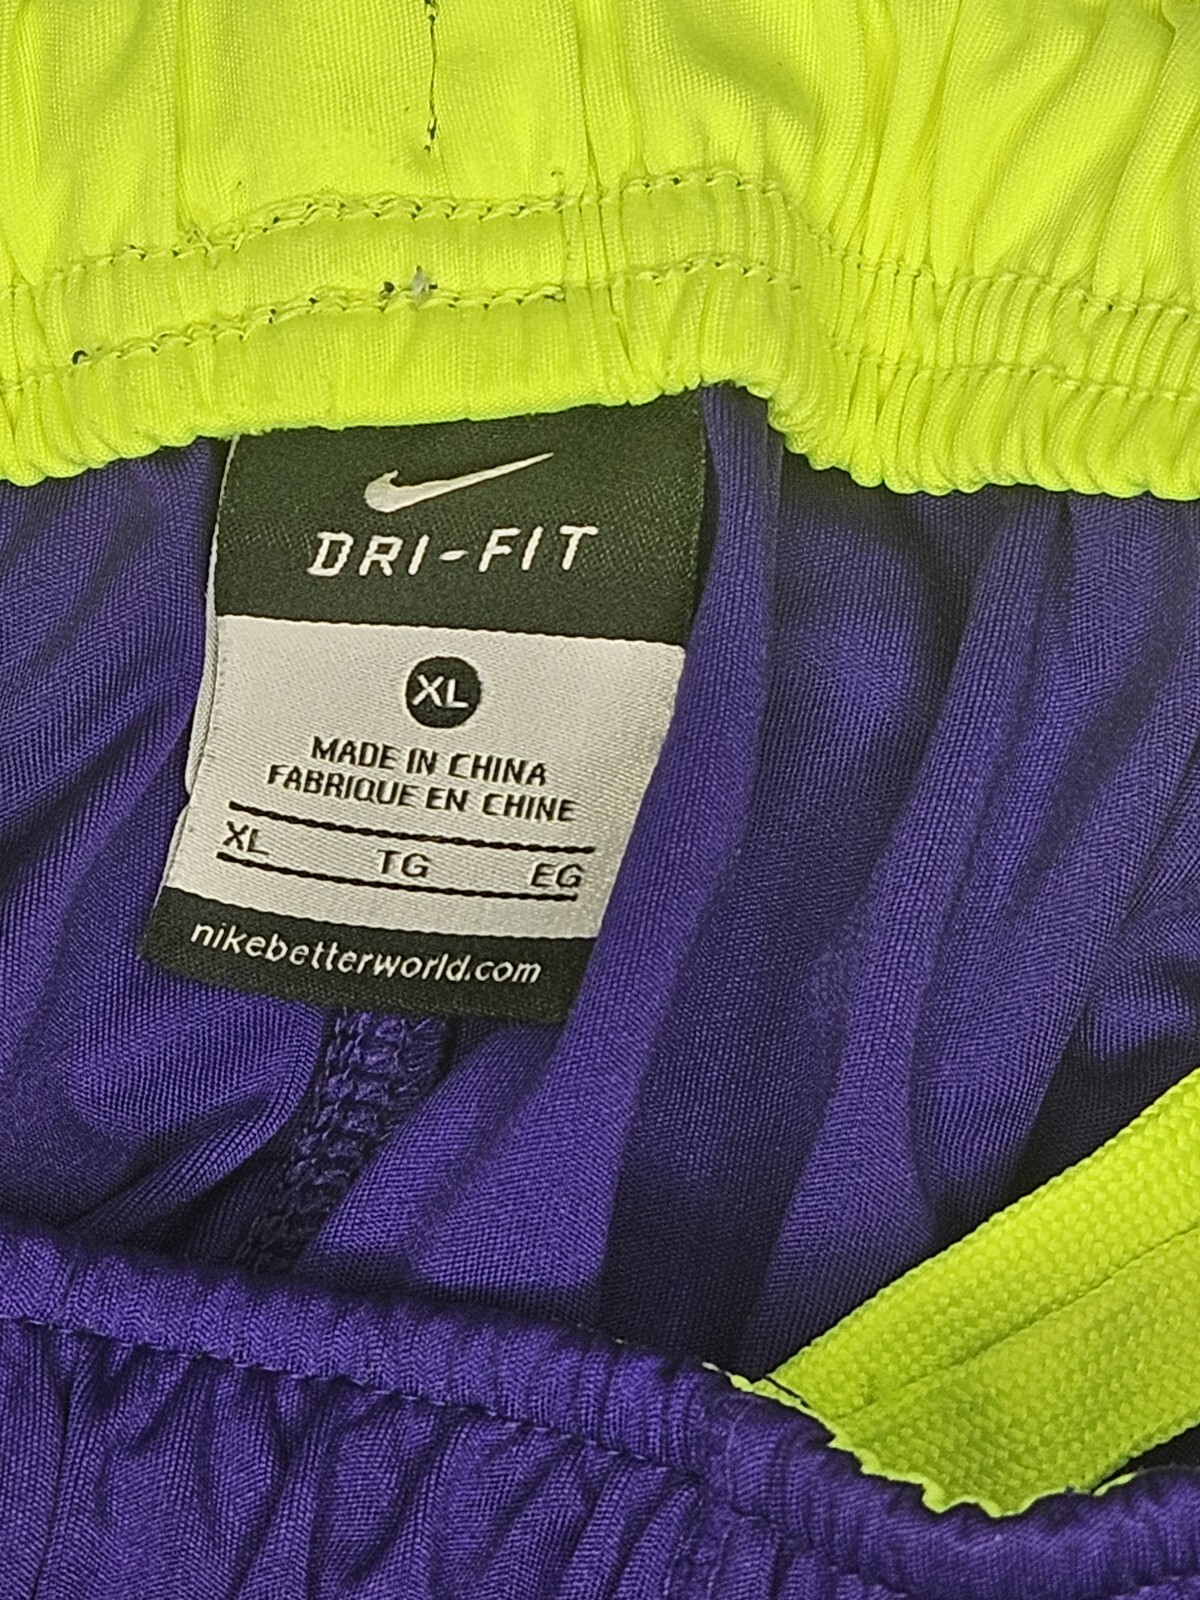 DRI-FIT
XL
MADE IN CHINA
FABRIQUE EN CHINE
XL TG EG
nikebetterworld.com